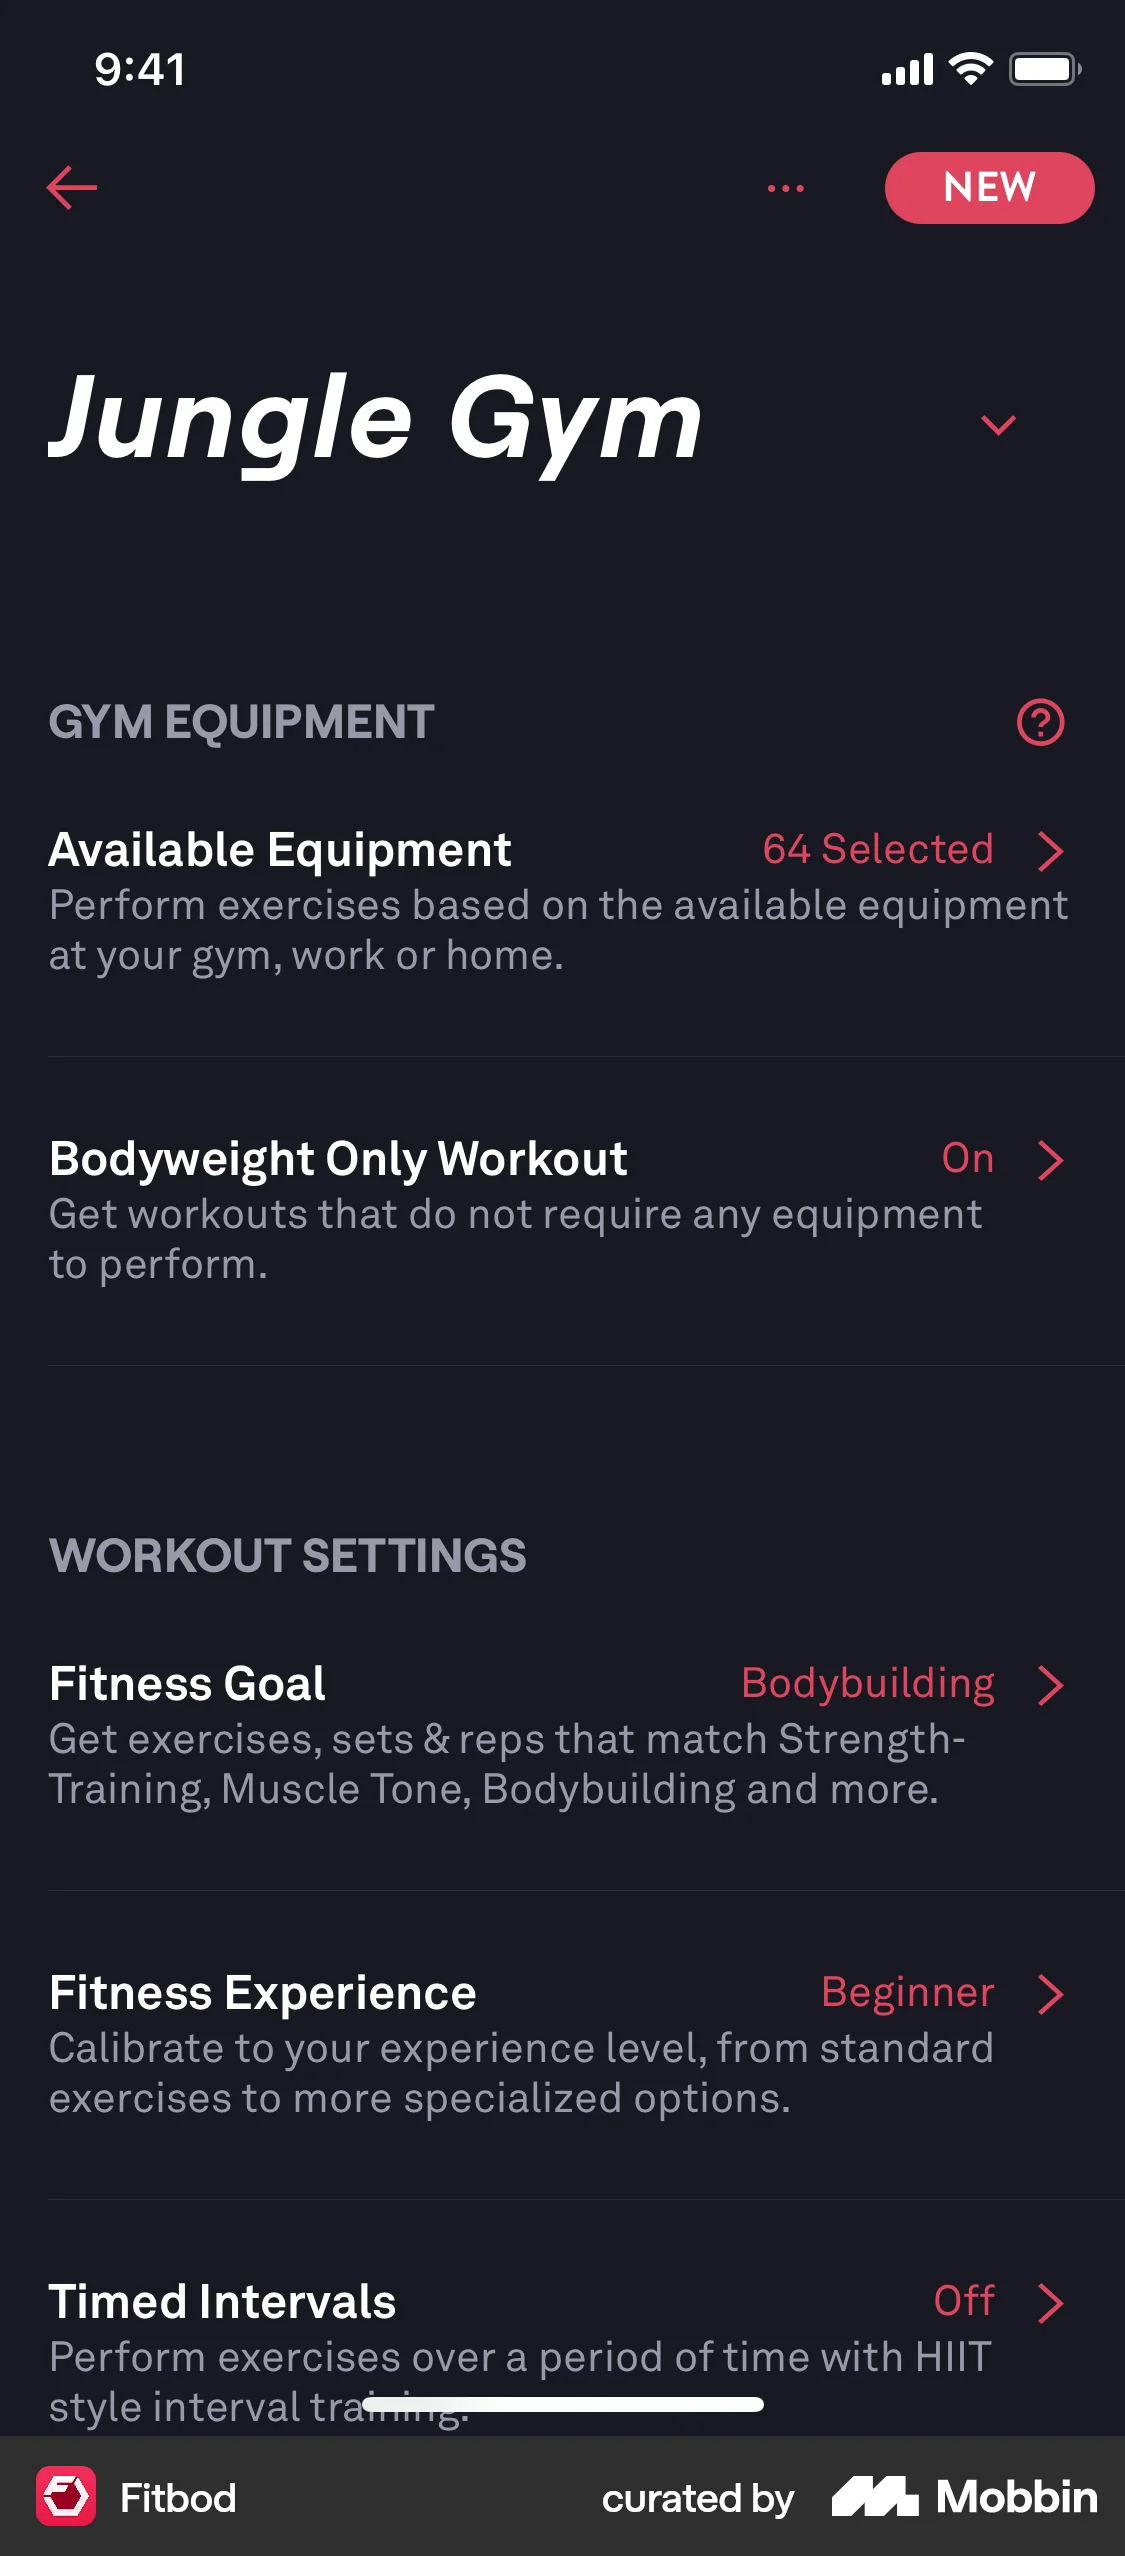 9:41
NEW
Jungle Gym
GYM EQUIPMENT
Available Equipment 64 Selected
Perform exercises based on the available equipment
at your gym, work or home.
Bodyweight Only Workout On
Get workouts that do not require any equipment
to perform.
WORKOUT SETTINGS
Fitness Goal Bodybuilding
Get exercises, sets & reps that match Strength-
Training, Muscle Tone, Bodybuilding and more.
Fitness Experience Beginner
Calibrate to your experience level, from standard
exercises to more specialized options.
Timed Intervals Off
Perform exercises over a period of time with HIIT
style interval training.
Fitbod curated by Mobbin